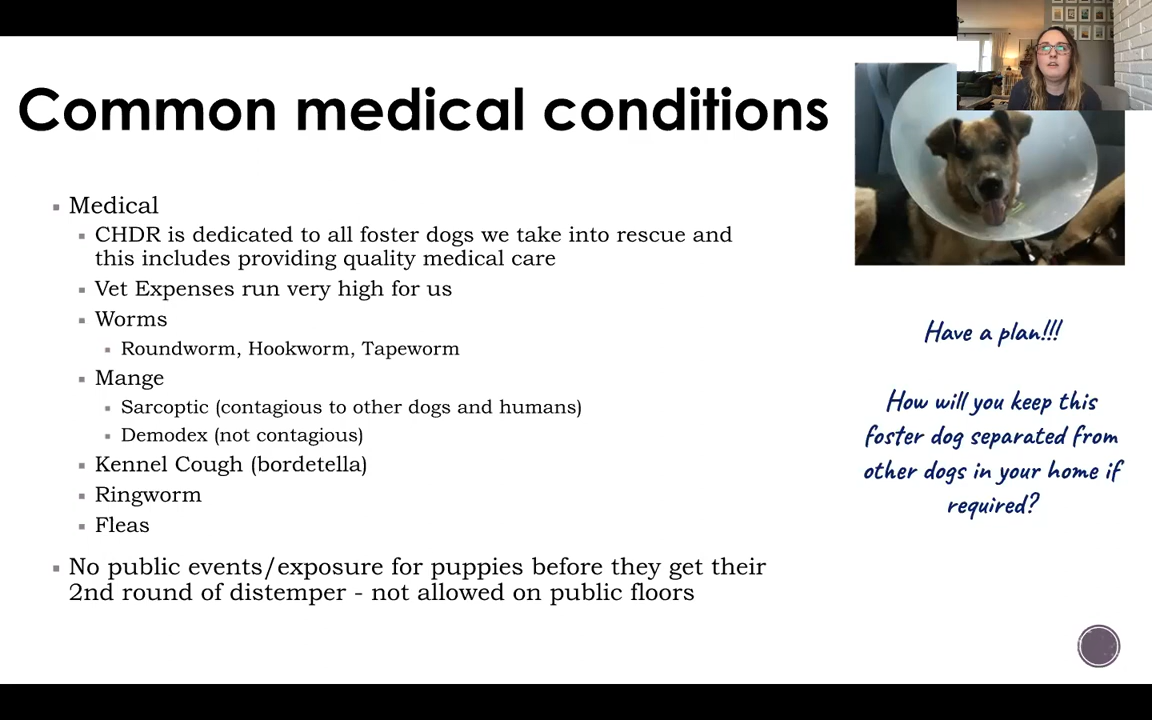 Common medical conditions
Medical
CHDR is dedicated to all foster dogs we take into rescue and
this includes providing quality medical care
Vet Expenses run very high for us
Worms
Roundworm, Hookworm, Tapeworm
Mange
Sarcoptic (contagious to other dogs and humans)
Demodex (not contagious)
Kennel Cough (bordetella)
Ringworm
Fleas
No public events/exposure for puppies before they get their
2nd round of distemper - not allowed on public floors
Have a plan!!!
How will you keep this
foster dog separated from
other dogs in your home if
required?